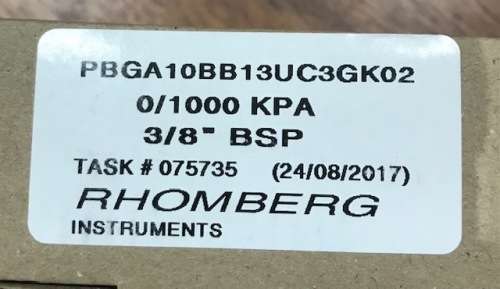 PBGA10BB13UC3GK02
0/1000 KPA
3/8" BSP
TASK # 075735 (24/08/2017)
RHOMBERG
INSTRUMENTS